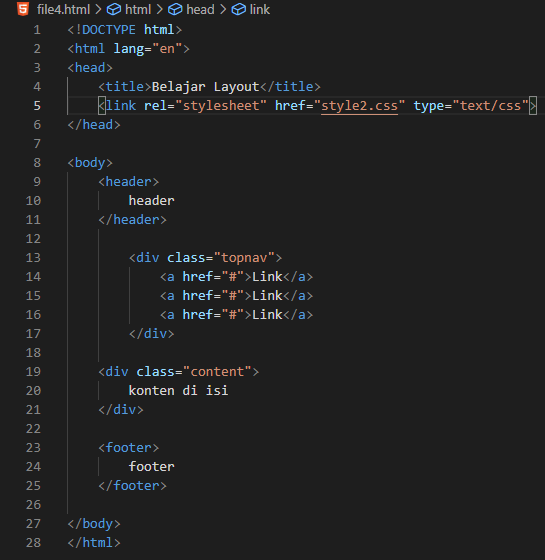 file4.html > html > head > link
1 <!DOCTYPE html>
2 <html lang="en">
3 <head>
4     <title>Belajar Layout</title>
5     <link rel="stylesheet" href="style2.css" type="text/css">
6 </head>
7
8 <body>
9     <header>
10         header
11     </header>
12
13         <div class="topnav">
14             <a href="#">Link</a>
15             <a href="#">Link</a>
16             <a href="#">Link</a>
17         </div>
18
19     <div class="content">
20         konten di isi
21     </div>
22
23     <footer>
24         footer
25     </footer>
26
27 </body>
28 </html>